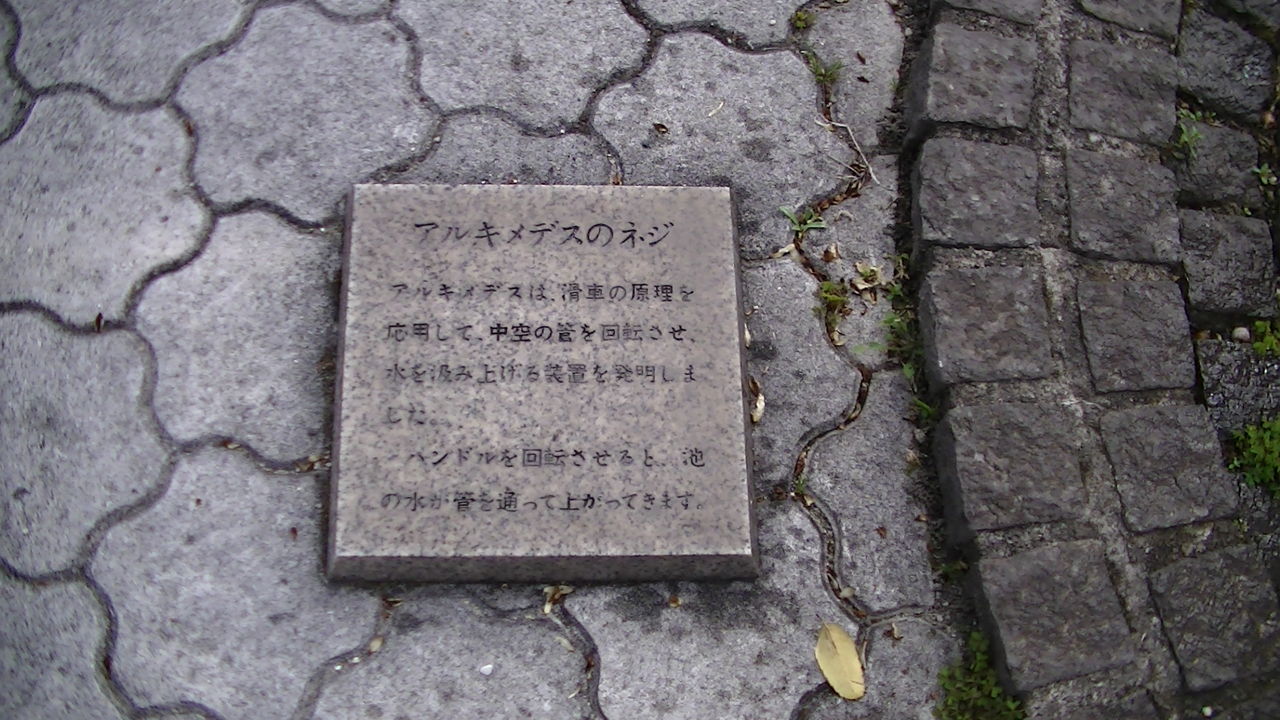 アルキメデスのネジ
アルキメデスは、滑車の原理を
応用して、中空の管を回転させ、
水を汲み上げる装置を発明しま
した。
ハンドルを回転させると、池
の水が管を通って上がってきます。